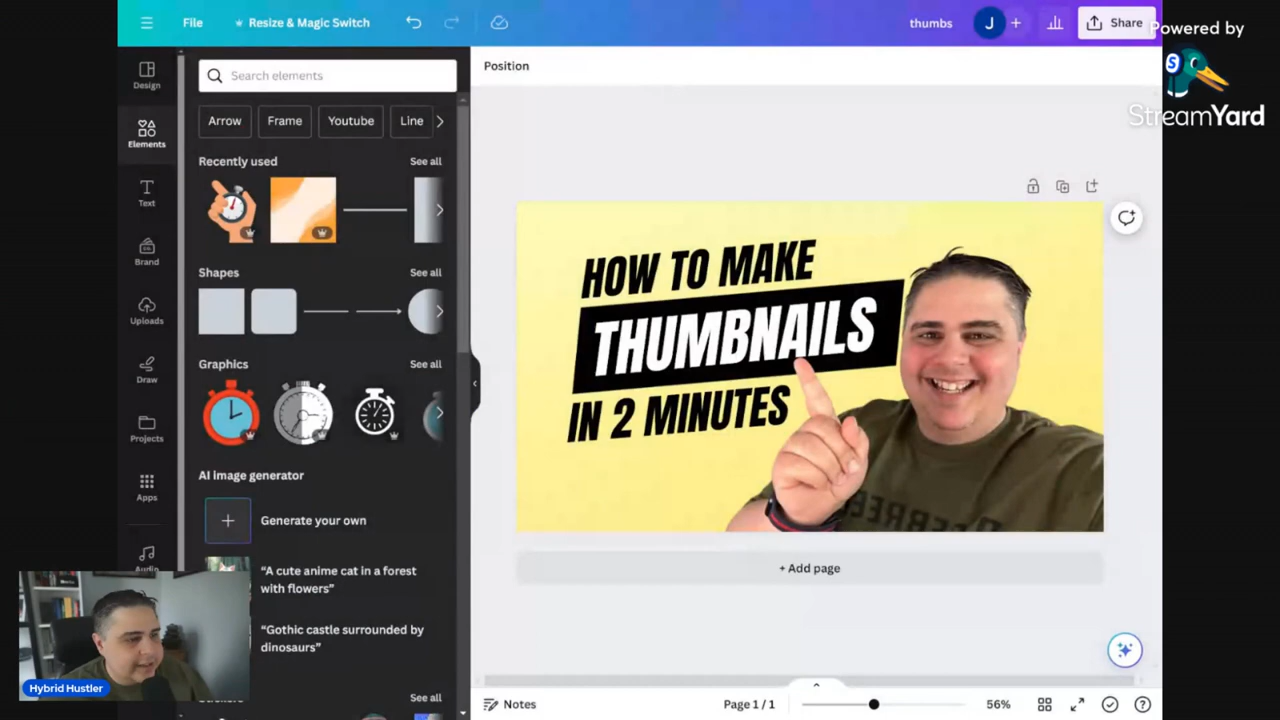 File
Resize & Magic Switch
thumbs
J
Share
Powered by
S
StreamYard
Design
Elements
Text
Brand
Uploads
Draw
Projects
Apps
Audio
Search elements
Arrow
Frame
Youtube
Line
Recently used
See all
Shapes
See all
Graphics
See all
AI image generator
Generate your own
"A cute anime cat in a forest
with flowers"
"Gothic castle surrounded by
dinosaurs"
See all
Position
HOW TO MAKE
THUMBNAILS
IN 2 MINUTES
+ Add page
Notes
Page 1 / 1
56%
Hybrid Hustler